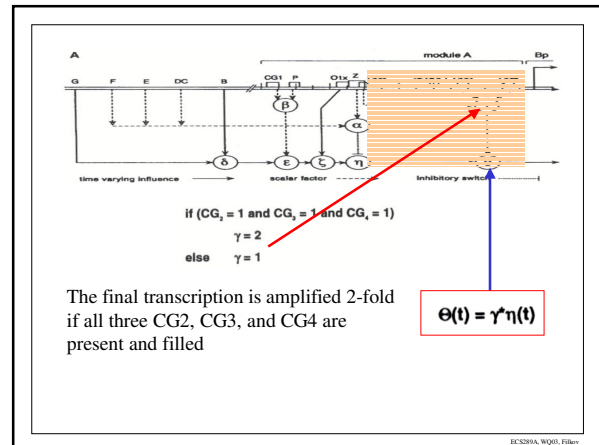 A
module A
Bp
G F E DC B CG1 P Otx Z
β
α
δ ε ζ η
time varying influence scalar factor inhibitory switch
if (CG₂ = 1 and CG₃ = 1 and CG₄ = 1)
γ = 2
else γ = 1
The final transcription is amplified 2-fold
if all three CG2, CG3, and CG4 are
present and filled
Θ(t) = γ*η(t)
ECS289A, WQ03, Filkov